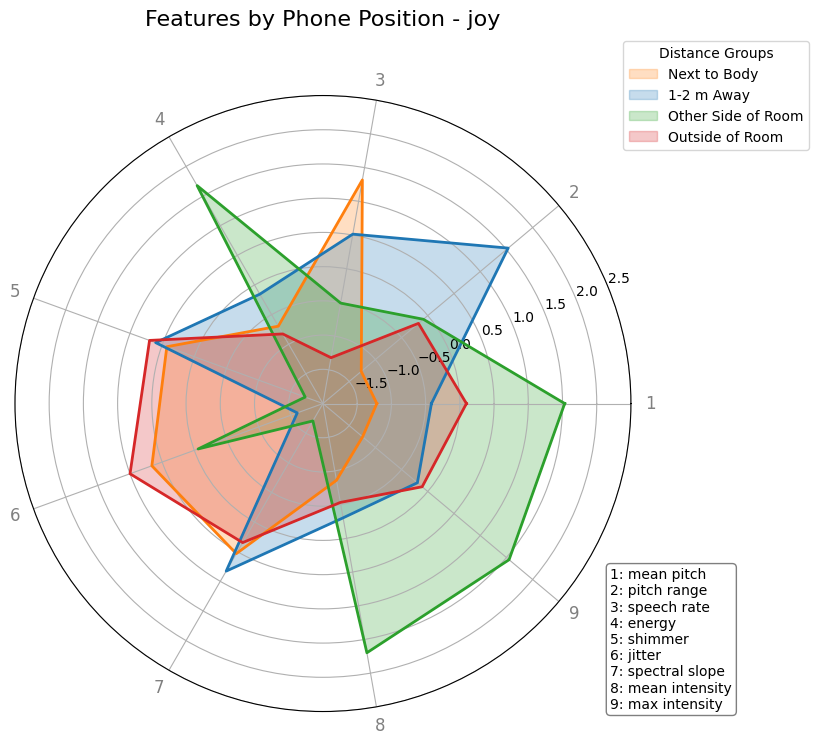 Features by Phone Position - joy
Distance Groups
Next to Body
1-2 m Away
Other Side of Room
Outside of Room
3
4
2
2.5
2.0
1.5
1.0
0.5
0.0
−0.5
−1.0
−1.5
5
1
6
9
7
8
1: mean pitch
2: pitch range
3: speech rate
4: energy
5: shimmer
6: jitter
7: spectral slope
8: mean intensity
9: max intensity